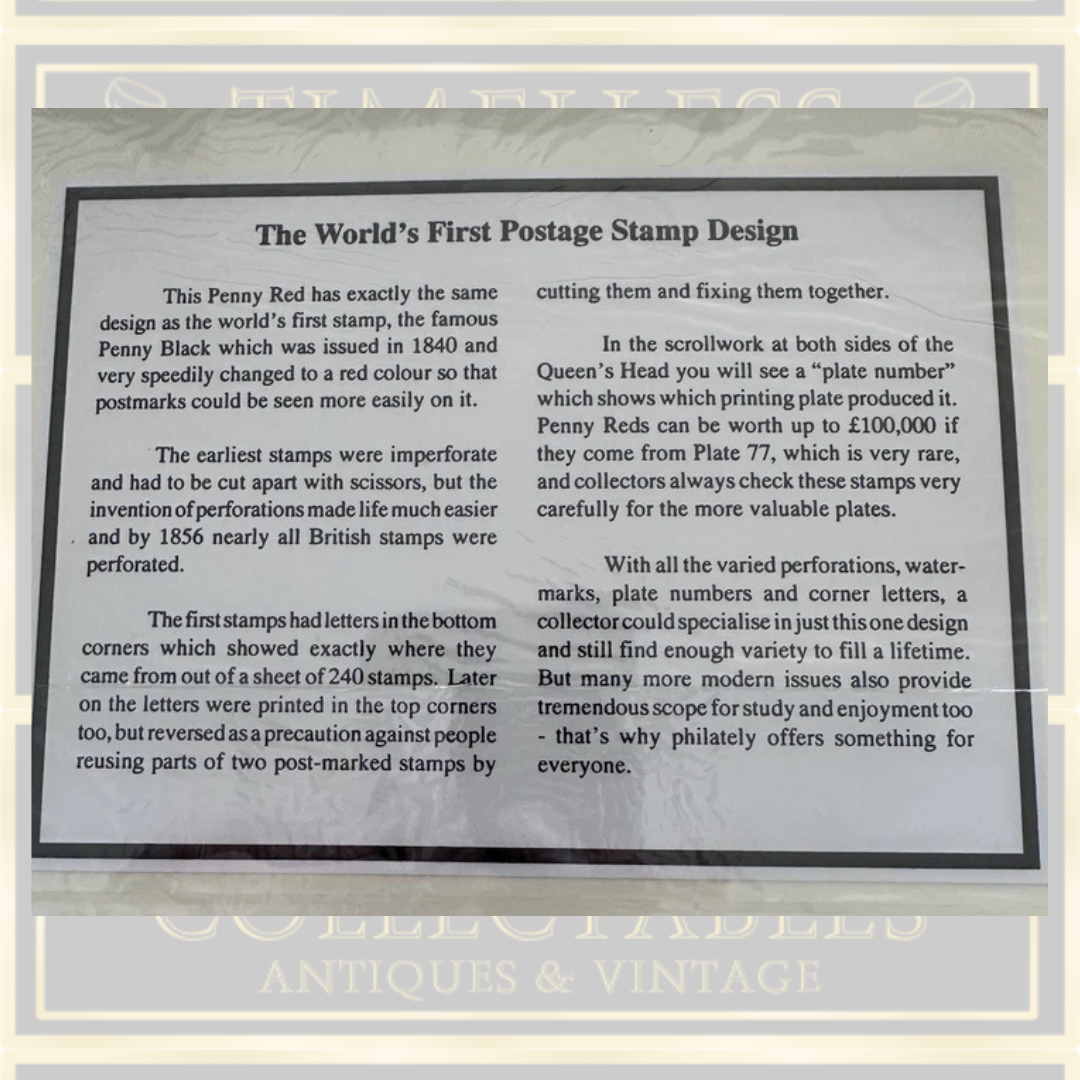 TIMELESS
The World's First Postage Stamp Design
This Penny Red has exactly the same
design as the world's first stamp, the famous
Penny Black which was issued in 1840 and
very speedily changed to a red colour so that
postmarks could be seen more easily on it.
The earliest stamps were imperforate
and had to be cut apart with scissors, but the
invention of perforations made life much easier
and by 1856 nearly all British stamps were
perforated.
The first stamps had letters in the bottom
corners which showed exactly where they
came from out of a sheet of 240 stamps. Later
on the letters were printed in the top corners
too, but reversed as a precaution against people
reusing parts of two post-marked stamps by
cutting them and fixing them together.
In the scrollwork at both sides of the
Queen's Head you will see a "plate number"
which shows which printing plate produced it.
Penny Reds can be worth up to £100,000 if
they come from Plate 77, which is very rare,
and collectors always check these stamps very
carefully for the more valuable plates.
With all the varied perforations, water-
marks, plate numbers and corner letters, a
collector could specialise in just this one design
and still find enough variety to fill a lifetime.
But many more modern issues also provide
tremendous scope for study and enjoyment too
- that's why philately offers something for
everyone.
COLLECTABLES
ANTIQUES & VINTAGE